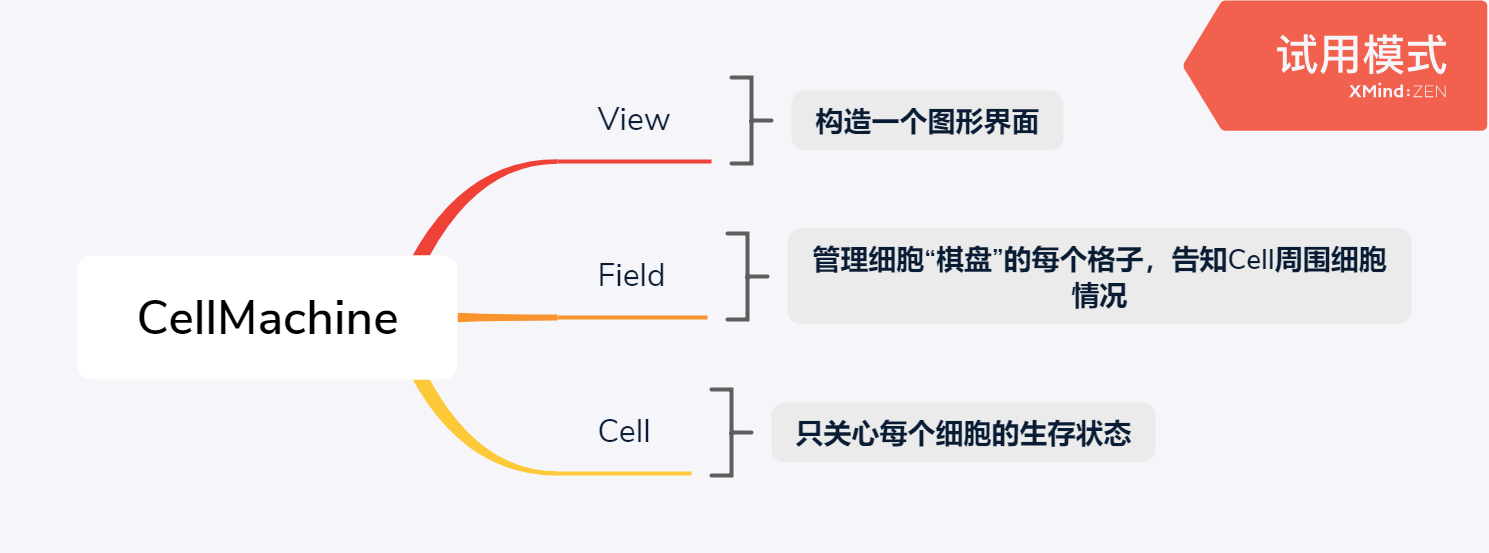 试用模式
XMind:ZEN
CellMachine
View
构造一个图形界面
Field
管理细胞“棋盘”的每个格子，告知Cell周围细胞
情况
Cell
只关心每个细胞的生存状态